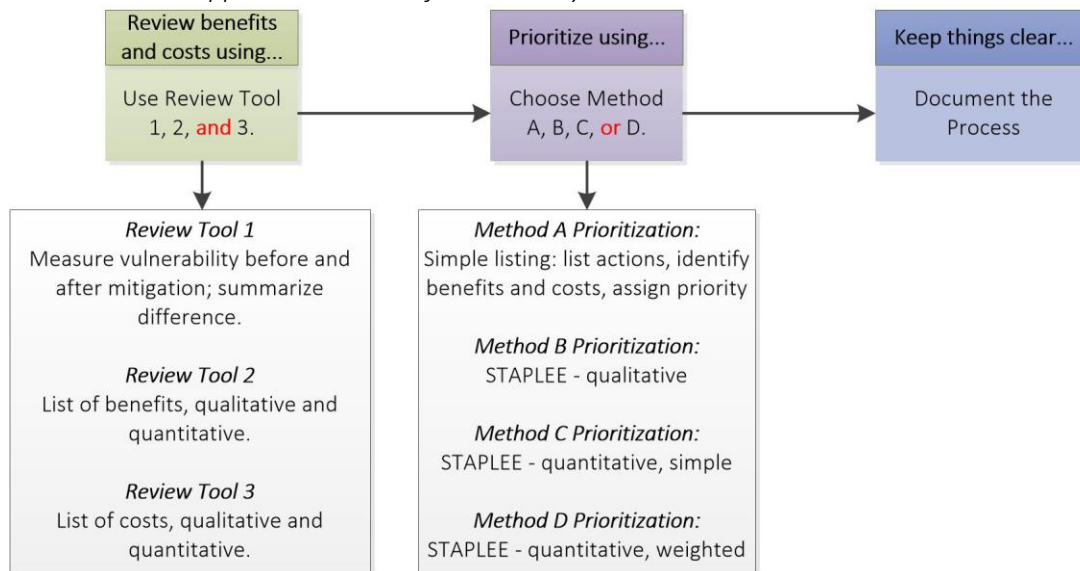 Review benefits
and costs using...
Use Review Tool
1, 2, and 3.
Prioritize using...
Choose Method
A, B, C, or D.
Keep things clear...
Document the
Process
Review Tool 1
Measure vulnerability before and
after mitigation; summarize
difference.
Review Tool 2
List of benefits, qualitative and
quantitative.
Review Tool 3
List of costs, qualitative and
quantitative.
Method A Prioritization:
Simple listing: list actions, identify
benefits and costs, assign priority
Method B Prioritization:
STAPLEE - qualitative
Method C Prioritization:
STAPLEE - quantitative, simple
Method D Prioritization:
STAPLEE - quantitative, weighted